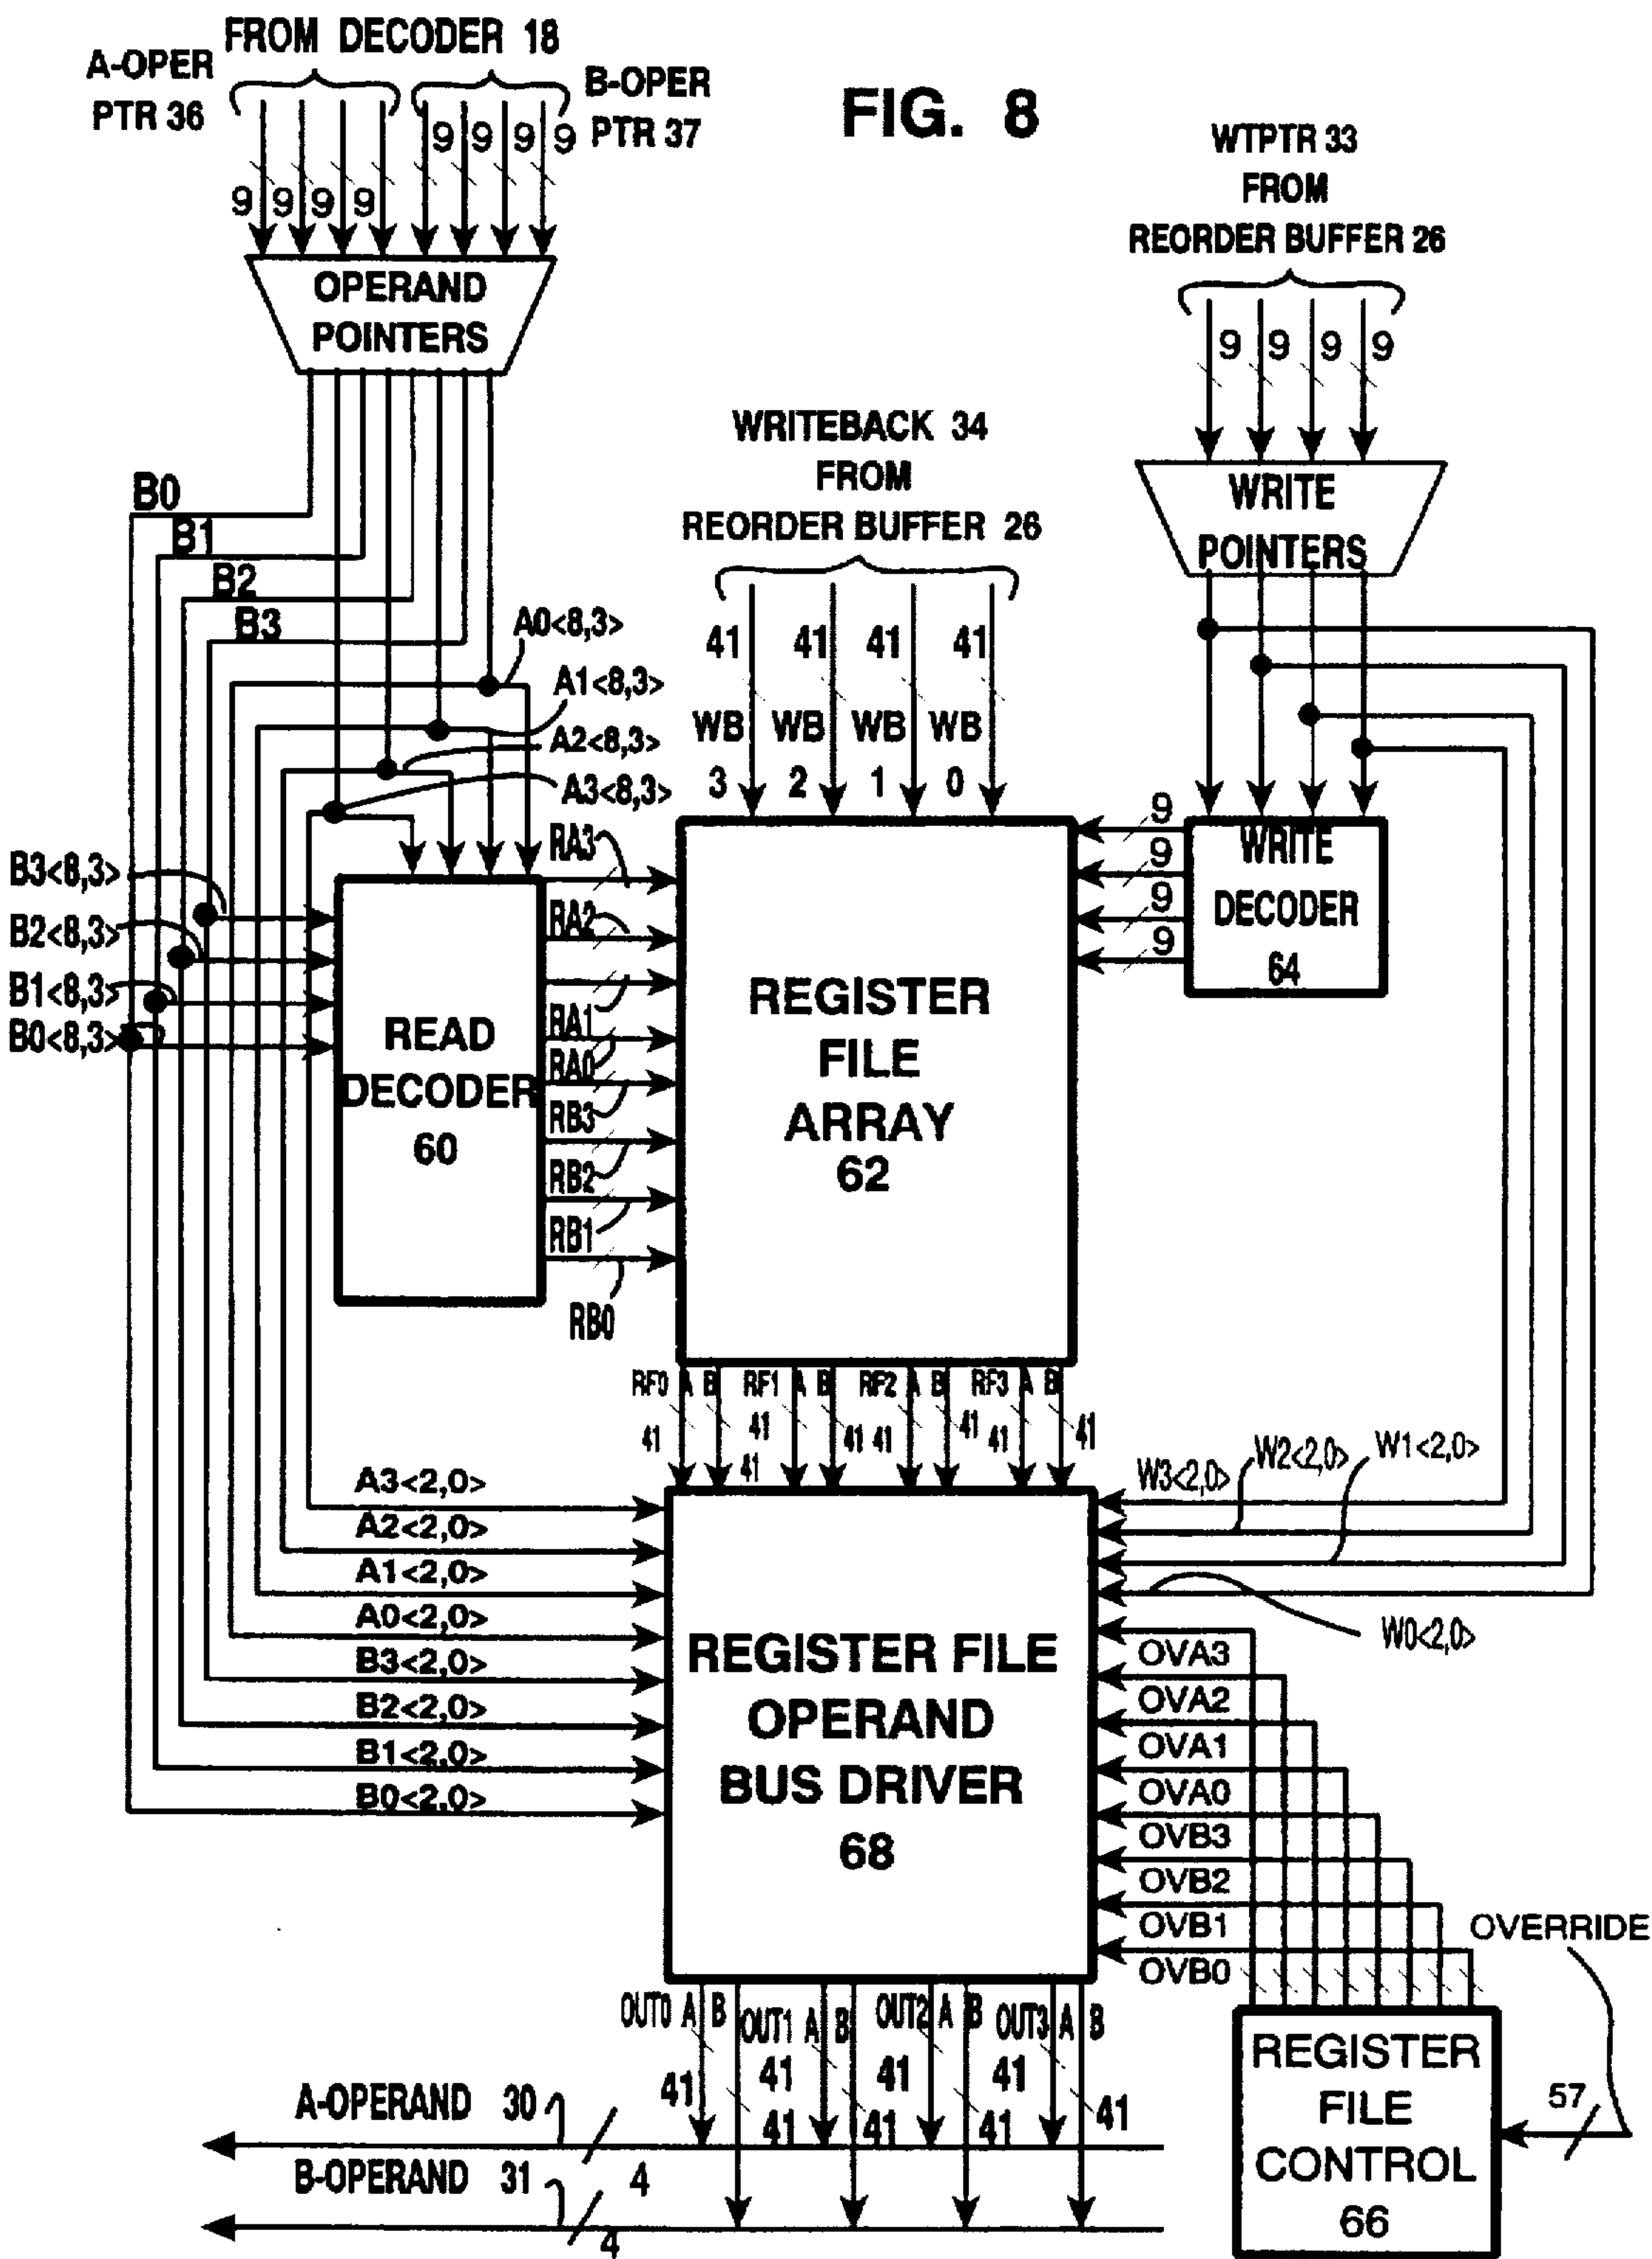 FROM DECODER 18
A-OPER
PTR 36
B-OPER
PTR 37
FIG. 8
9 9 9 9
9 9 9 9
OPERAND
POINTERS
WTPTR 33
FROM
REORDER BUFFER 26
9 9 9 9
WRITE
POINTERS
WRITEBACK 34
FROM
REORDER BUFFER 26
41 41 41 41
WB WB WB WB
3 2 1 0
B0
B1
B2
B3
A0<8,3>
A1<8,3>
A2<8,3>
A3<8,3>
B3<8,3>
B2<8,3>
B1<8,3>
B0<8,3>
READ
DECODER
60
RA3
RA2
RA1
RA0
RB3
RB2
RB1
RB0
REGISTER
FILE
ARRAY
62
9
9
9
9
WRITE
DECODER
64
RF0 A B RF1 A B RF2 A B RF3 A B
41 41 41 41 41 41 41
41
A3<2,0>
A2<2,0>
A1<2,0>
A0<2,0>
B3<2,0>
B2<2,0>
B1<2,0>
B0<2,0>
W3<2,0>
W2<2,0>
W1<2,0>
W0<2,0>
REGISTER FILE
OPERAND
BUS DRIVER
68
OVA3
OVA2
OVA1
OVA0
OVB3
OVB2
OVB1
OVB0
OVERRIDE
57
REGISTER
FILE
CONTROL
66
OUT0 A B OUT1 A B OUT2 A B OUT3 A B
41 41 41 41
41 41 41 41
A-OPERAND 30
4
B-OPERAND 31
4